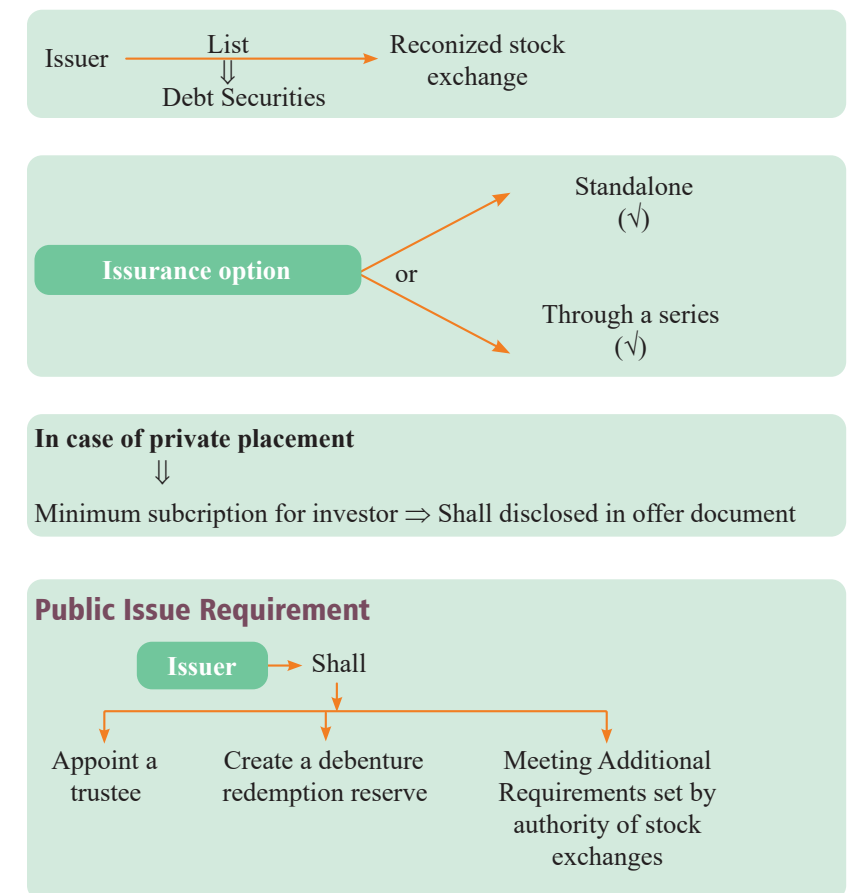 Issuer List Reconized stock
exchange
⇓
Debt Securities
Standalone
(√)
Issurance option or
Through a series
(√)
In case of private placement
⇓
Minimum subcription for investor ⇒ Shall disclosed in offer document
Public Issue Requirement
Issuer Shall
Appoint a
trustee
Create a debenture
redemption reserve
Meeting Additional
Requirements set by
authority of stock
exchanges